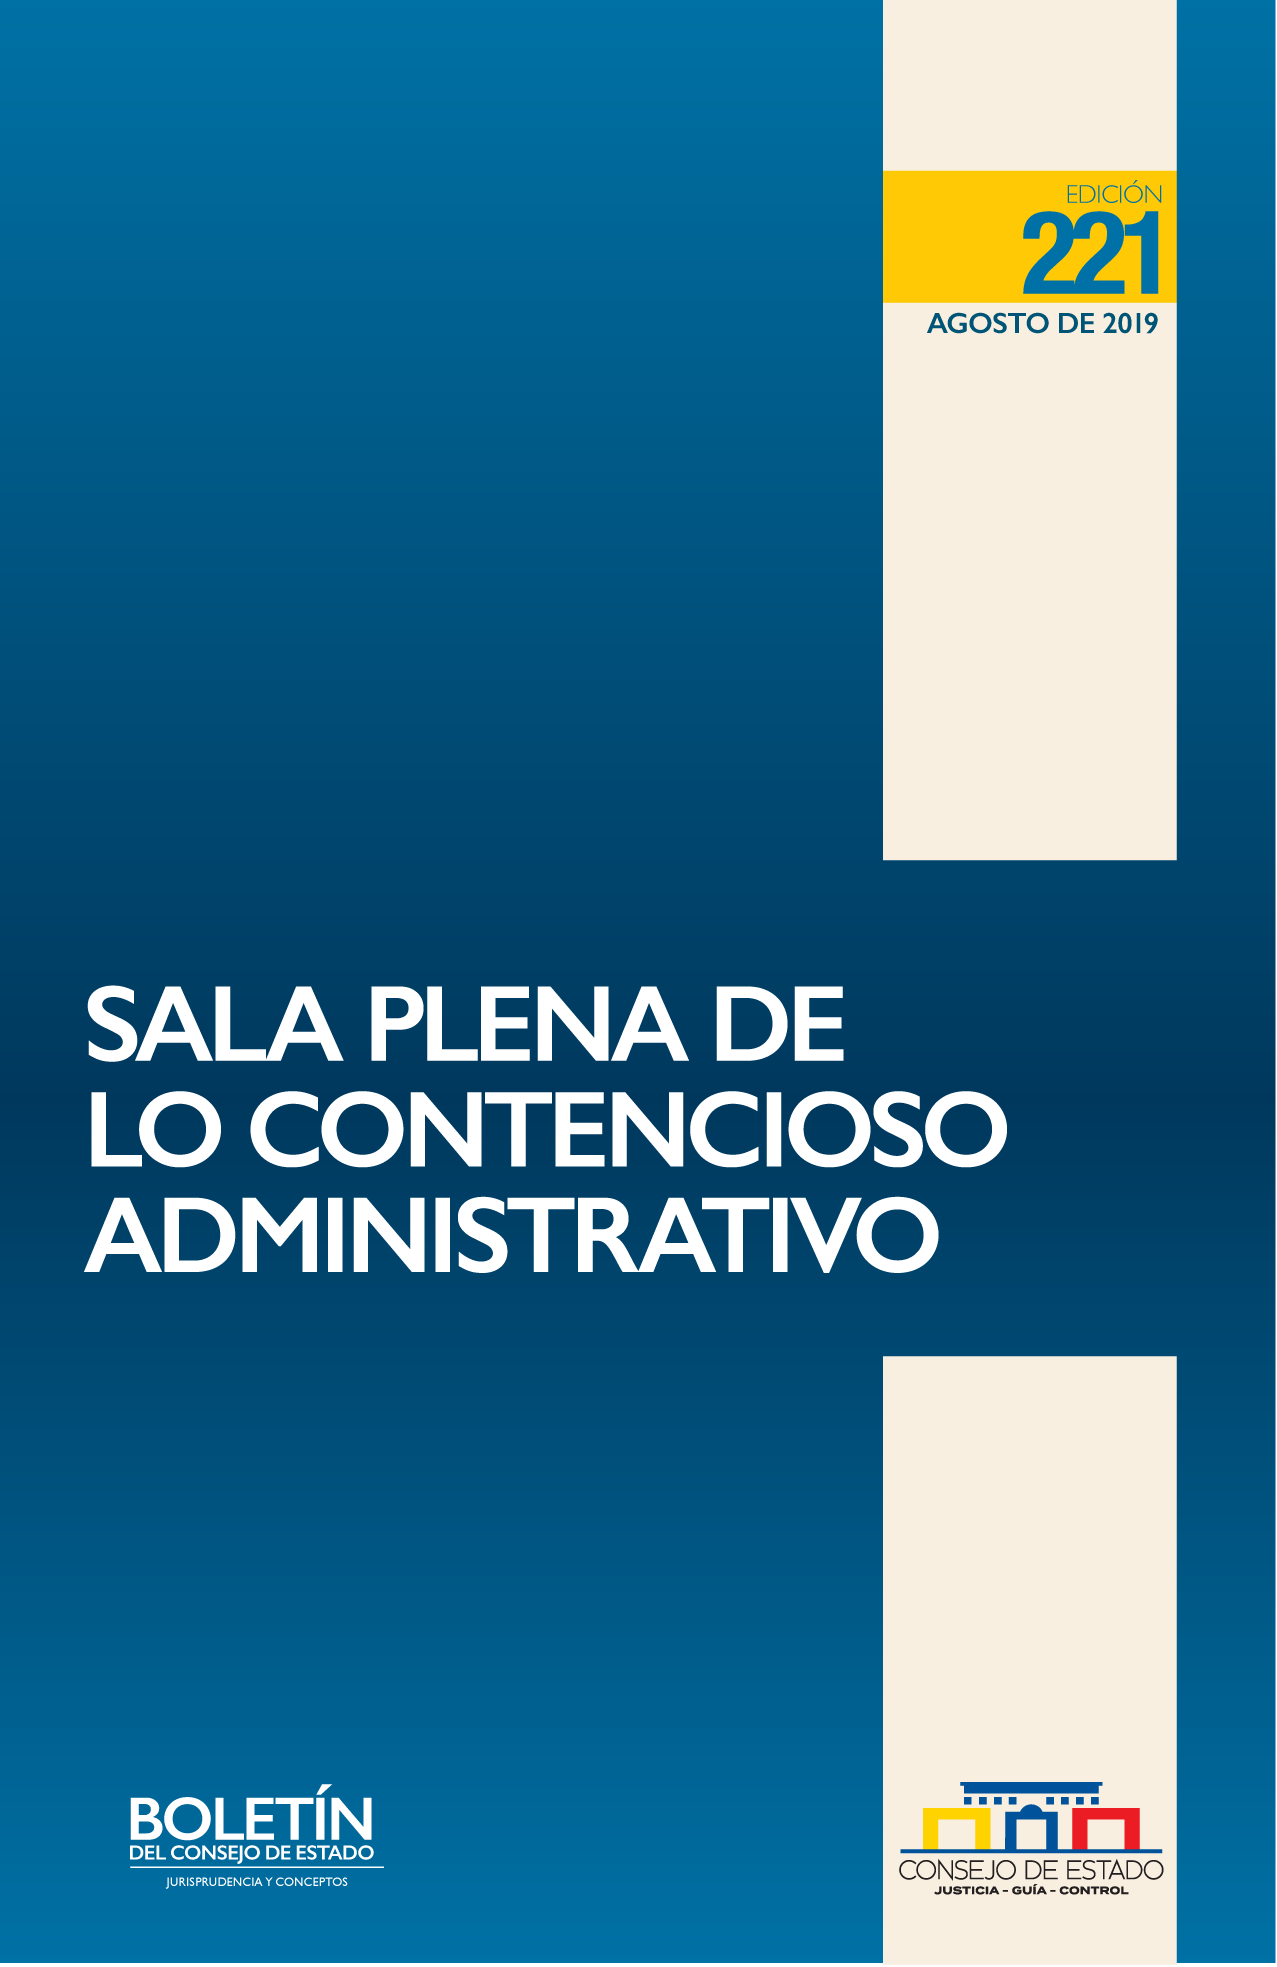 EDICIÓN
221
AGOSTO DE 2019
SALA PLENA DE
LO CONTENCIOSO
ADMINISTRATIVO
BOLETÍN
DEL CONSEJO DE ESTADO
JURISPRUDENCIA Y CONCEPTOS
CONSEJO DE ESTADO
JUSTICIA - GUÍA - CONTROL